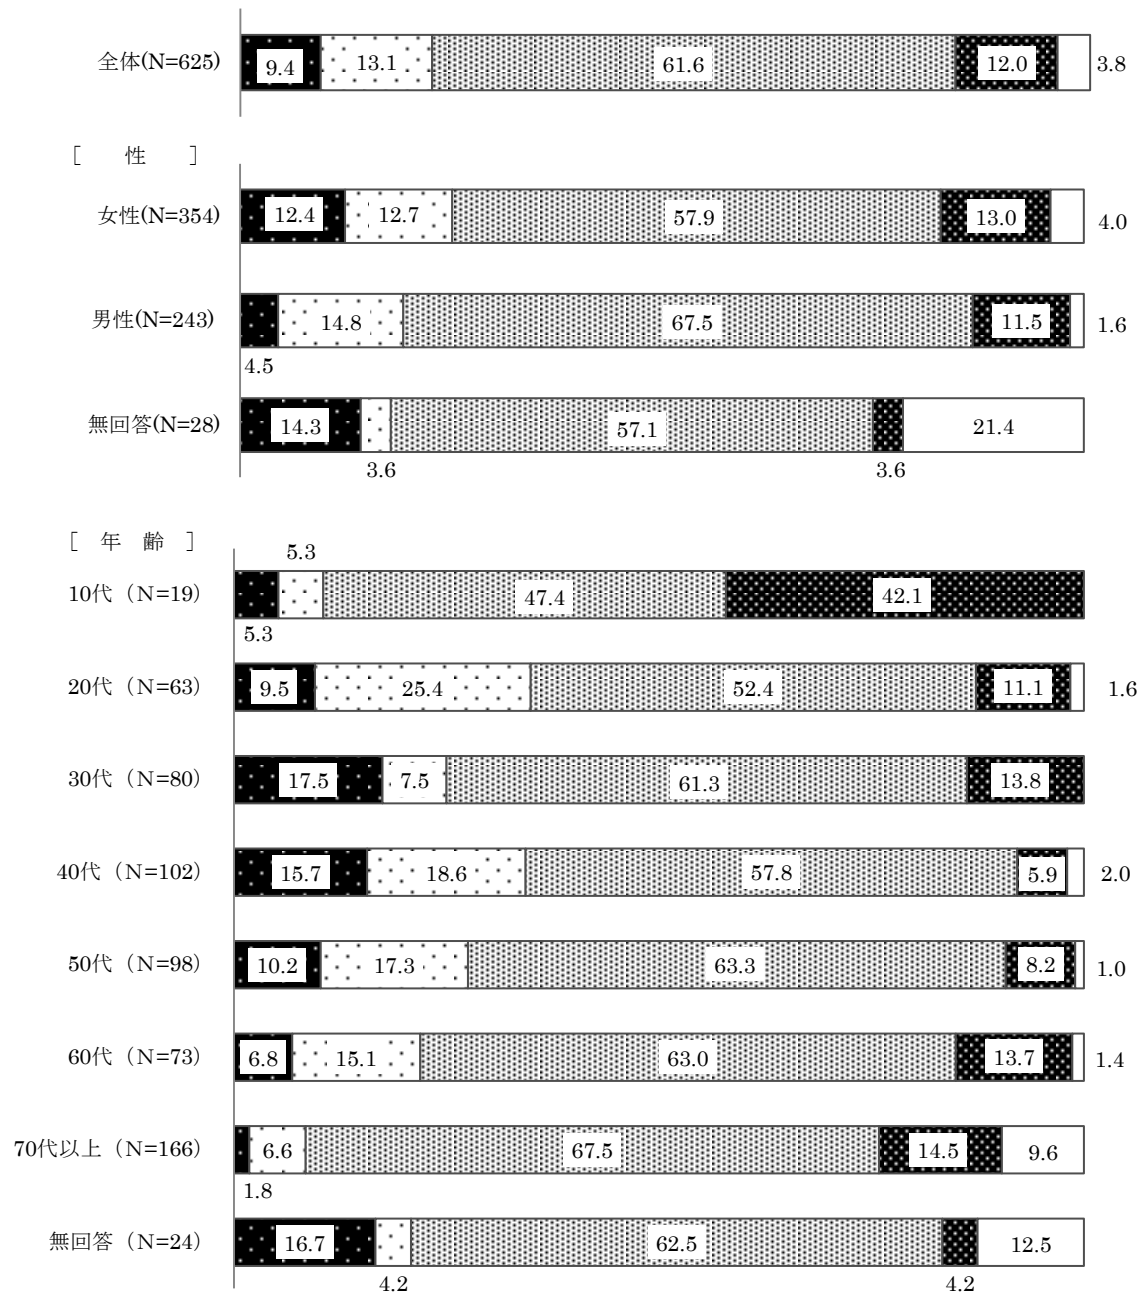 全体(N=625) 9.4 13.1 61.6 12.0 3.8
[ 性 ]
女性(N=354) 12.4 12.7 57.9 13.0 4.0
男性(N=243) 14.8 67.5 11.5 1.6
4.5
無回答(N=28) 14.3 57.1 21.4
3.6 3.6
[ 年 齢 ]
5.3
10代（N=19） 47.4 42.1
5.3
20代（N=63） 9.5 25.4 52.4 11.1 1.6
30代（N=80） 17.5 7.5 61.3 13.8
40代（N=102） 15.7 18.6 57.8 5.9 2.0
50代（N=98） 10.2 17.3 63.3 8.2 1.0
60代（N=73） 6.8 15.1 63.0 13.7 1.4
70代以上（N=166） 6.6 67.5 14.5 9.6
1.8
無回答（N=24） 16.7 62.5 12.5
4.2 4.2